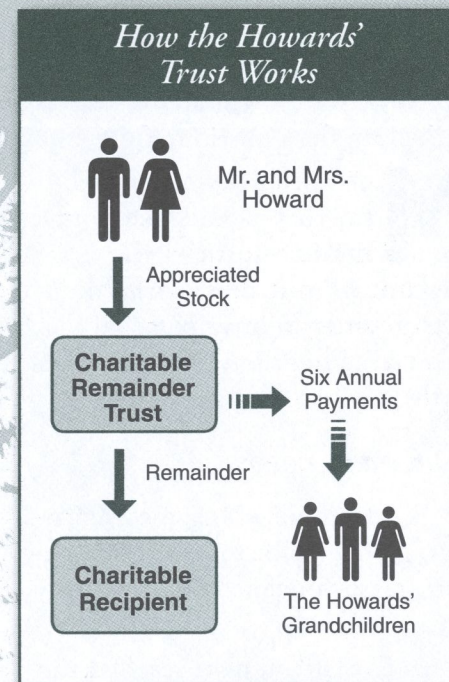 How the Howards'
Trust Works
Mr. and Mrs.
Howard
Appreciated
Stock
Charitable
Remainder
Trust
Six Annual
Payments
Remainder
Charitable
Recipient
The Howards'
Grandchildren